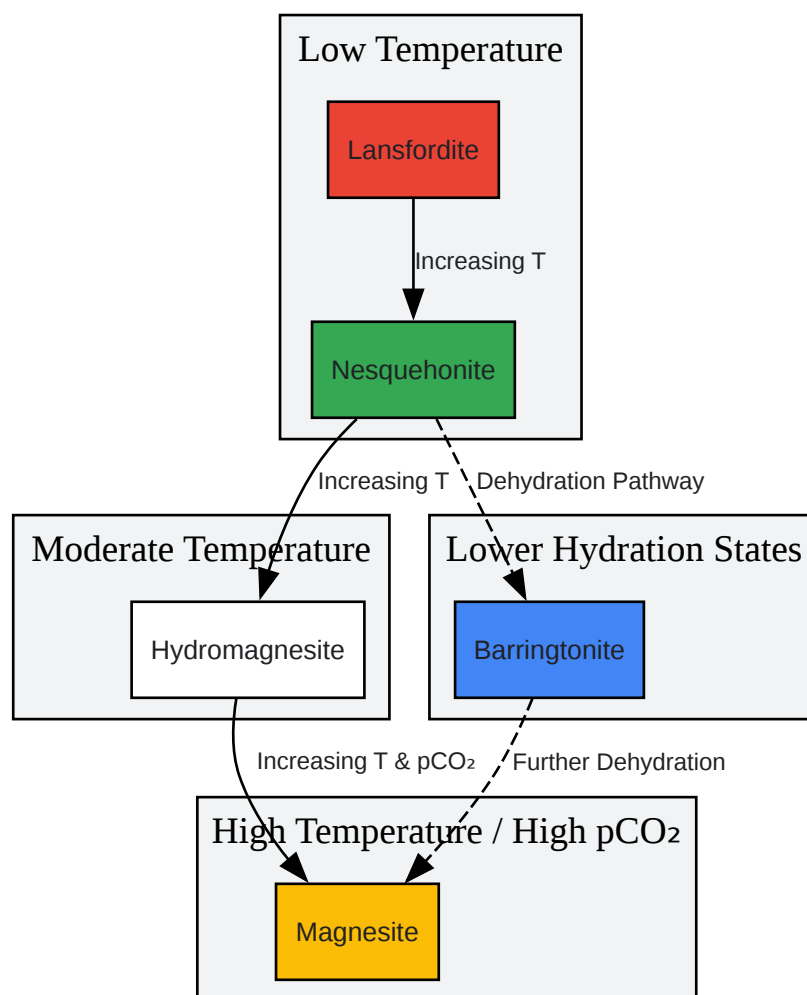 Low Temperature
Lansfordite
Increasing T
Nesquehonite
Increasing T
Dehydration Pathway
Moderate Temperature
Lower Hydration States
Hydromagnesite
Barringtonite
Increasing T & pCO₂
Further Dehydration
High Temperature / High pCO₂
Magnesite